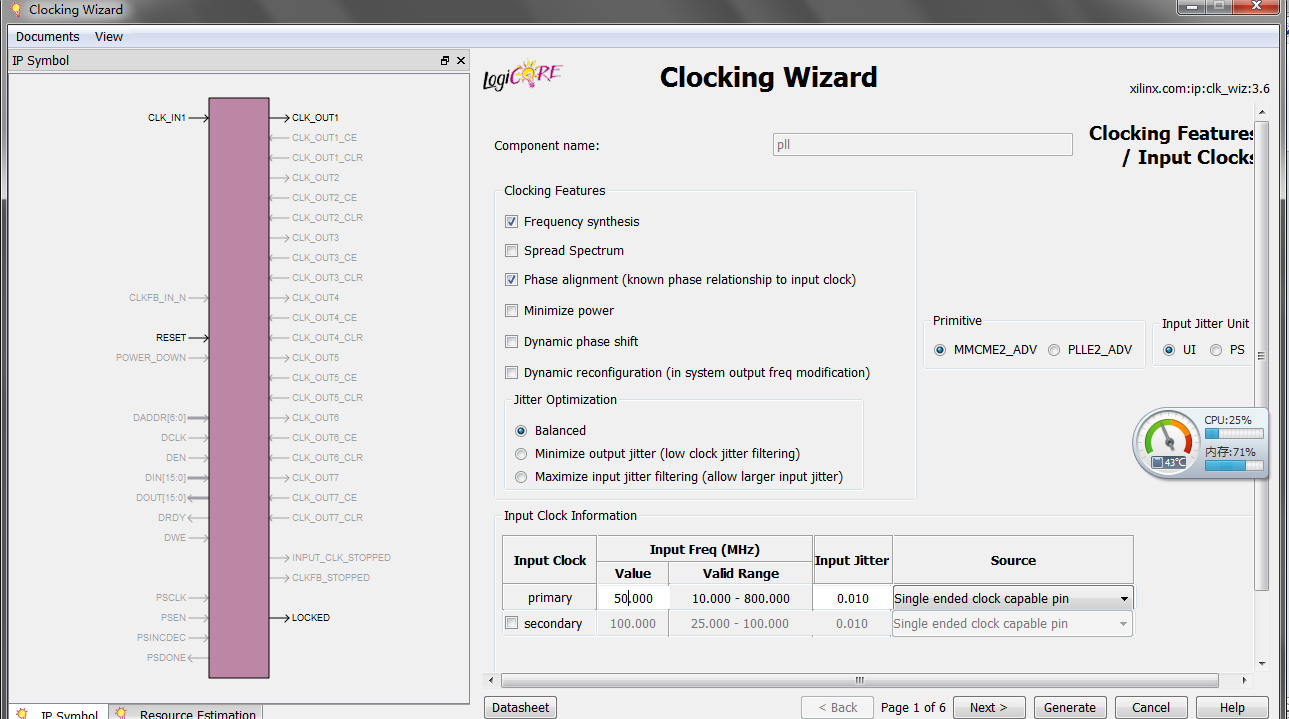 Clocking Wizard
Documents View
IP Symbol
CLK_IN1
CLKFB_IN_N
RESET
POWER_DOWN
DADDR[6:0]
DCLK
DEN
DIN[15:0]
DOUT[15:0]
DRDY
DWE
PSCLK
PSEN
PSINCDEC
PSDONE
CLK_OUT1
CLK_OUT1_CE
CLK_OUT1_CLR
CLK_OUT2
CLK_OUT2_CE
CLK_OUT2_CLR
CLK_OUT3
CLK_OUT3_CE
CLK_OUT3_CLR
CLK_OUT4
CLK_OUT4_CE
CLK_OUT4_CLR
CLK_OUT5
CLK_OUT5_CE
CLK_OUT5_CLR
CLK_OUT6
CLK_OUT6_CE
CLK_OUT6_CLR
CLK_OUT7
CLK_OUT7_CE
CLK_OUT7_CLR
INPUT_CLK_STOPPED
CLKFB_STOPPED
LOCKED
IP Symbol Resource Estimation
LogiCORE
Clocking Wizard
xilinx.com:ip:clk_wiz:3.6
Component name: pll
Clocking Features
/ Input Clocks
Clocking Features
Frequency synthesis
Spread Spectrum
Phase alignment (known phase relationship to input clock)
Minimize power
Dynamic phase shift
Dynamic reconfiguration (in system output freq modification)
Jitter Optimization
Balanced
Minimize output jitter (low clock jitter filtering)
Maximize input jitter filtering (allow larger input jitter)
Primitive
MMCME2_ADV PLLE2_ADV
Input Jitter Unit
UI PS
CPU:25%
内存:71%
43℃
Input Clock Information
Input Clock Input Freq (MHz) Input Jitter Source
Value Valid Range
primary 50.000 10.000 - 800.000 0.010 Single ended clock capable pin
secondary 100.000 25.000 - 100.000 0.010 Single ended clock capable pin
Datasheet < Back Page 1 of 6 Next > Generate Cancel Help